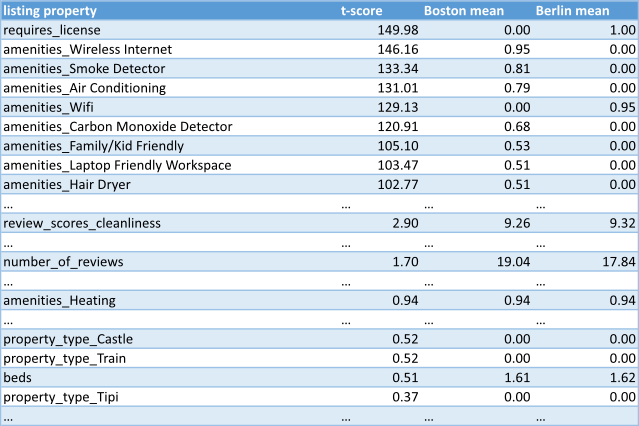 listing property t-score Boston mean Berlin mean
requires_license 149.98 0.00 1.00
amenities_Wireless Internet 146.16 0.95 0.00
amenities_Smoke Detector 133.34 0.81 0.00
amenities_Air Conditioning 131.01 0.79 0.00
amenities_Wifi 129.13 0.00 0.95
amenities_Carbon Monoxide Detector 120.91 0.68 0.00
amenities_Family/Kid Friendly 105.10 0.53 0.00
amenities_Laptop Friendly Workspace 103.47 0.51 0.00
amenities_Hair Dryer 102.77 0.51 0.00
... ... ... ...
review_scores_cleanliness 2.90 9.26 9.32
... ... ... ...
number_of_reviews 1.70 19.04 17.84
... ... ... ...
amenities_Heating 0.94 0.94 0.94
... ... ... ...
property_type_Castle 0.52 0.00 0.00
property_type_Train 0.52 0.00 0.00
beds 0.51 1.61 1.62
property_type_Tipi 0.37 0.00 0.00
... ... ... ...